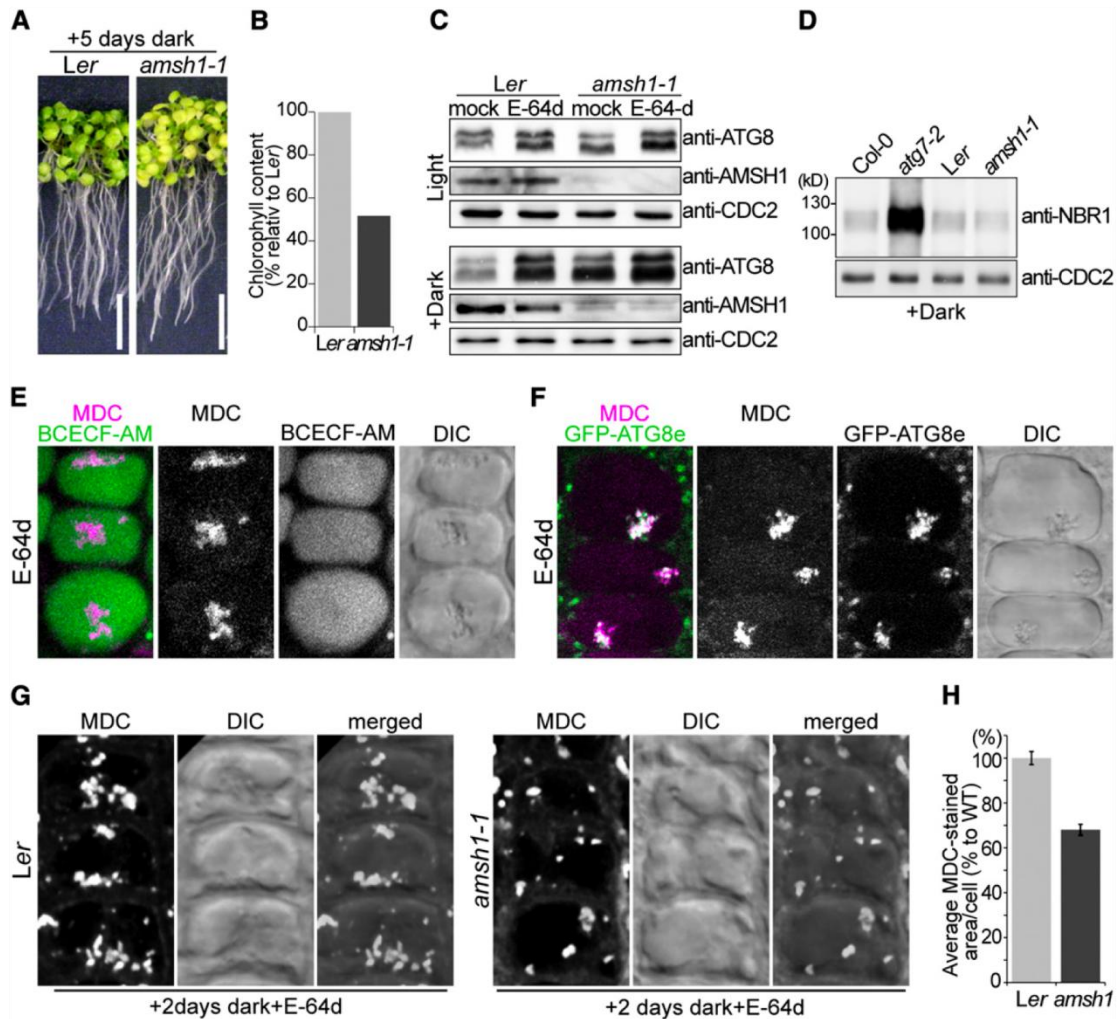 A
+5 days dark
Ler amsh1-1
B
Chlorophyll content
(% relativ to Ler)
100
80
60
40
20
0
Ler amsh1-1
C
Ler amsh1-1
mock E-64d mock E-64-d
Light
anti-ATG8
anti-AMSH1
anti-CDC2
+Dark
anti-ATG8
anti-AMSH1
anti-CDC2
D
Col-0 atg7-2 Ler amsh1-1
(kD)
130
100
anti-NBR1
anti-CDC2
+Dark
E
MDC
BCECF-AM
MDC
BCECF-AM
DIC
E-64d
F
MDC
GFP-ATG8e
MDC
GFP-ATG8e
DIC
E-64d
G
MDC DIC merged
Ler
+2days dark+E-64d
MDC DIC merged
amsh1-1
+2 days dark+E-64d
H
Average MDC-stained
area/cell (% to WT)
(%)
100
80
60
40
20
0
Ler amsh1